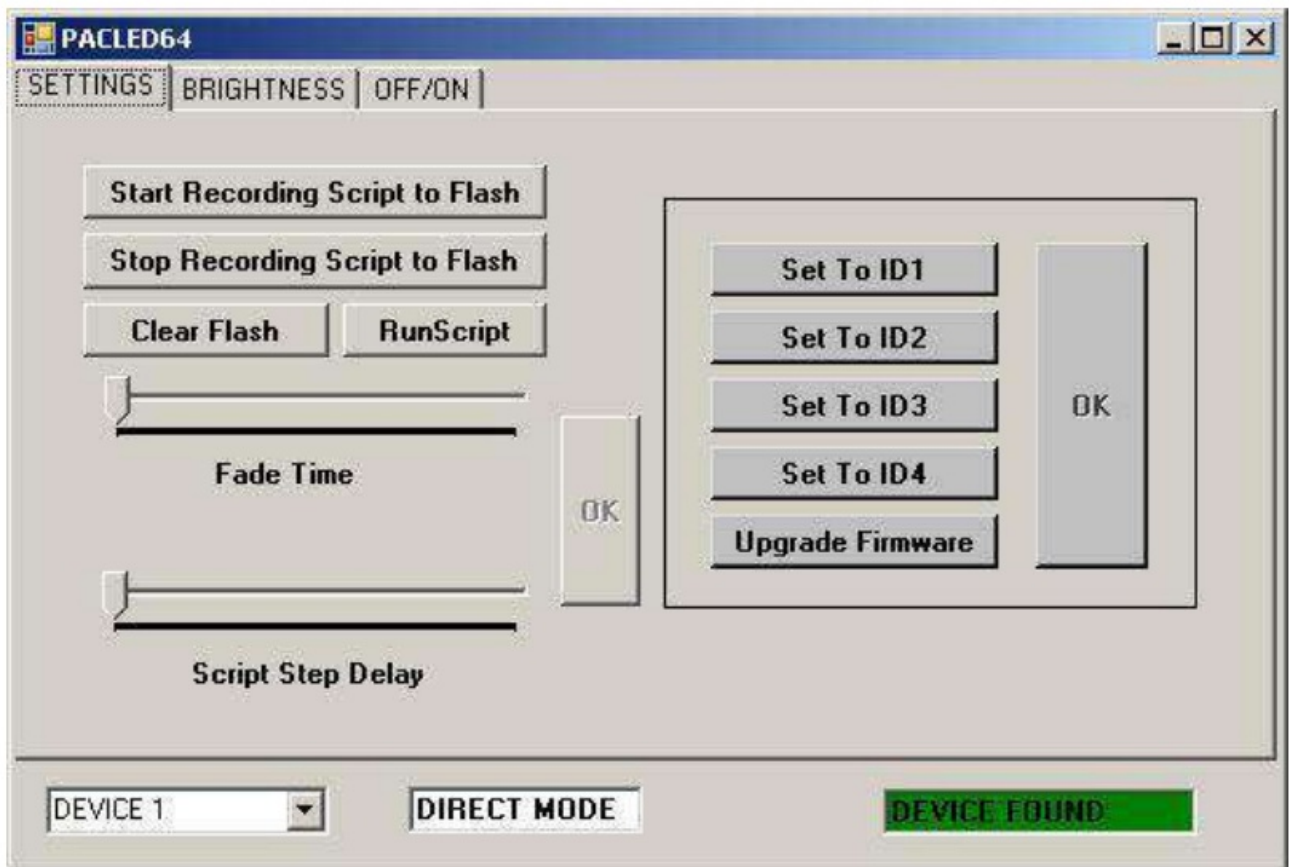 PACLED64
SETTINGS BRIGHTNESS OFF/ON
Start Recording Script to Flash
Stop Recording Script to Flash
Clear Flash RunScript
Fade Time
OK
Script Step Delay
Set To ID1
Set To ID2
Set To ID3
Set To ID4
Upgrade Firmware
OK
DEVICE 1 DIRECT MODE DEVICE FOUND